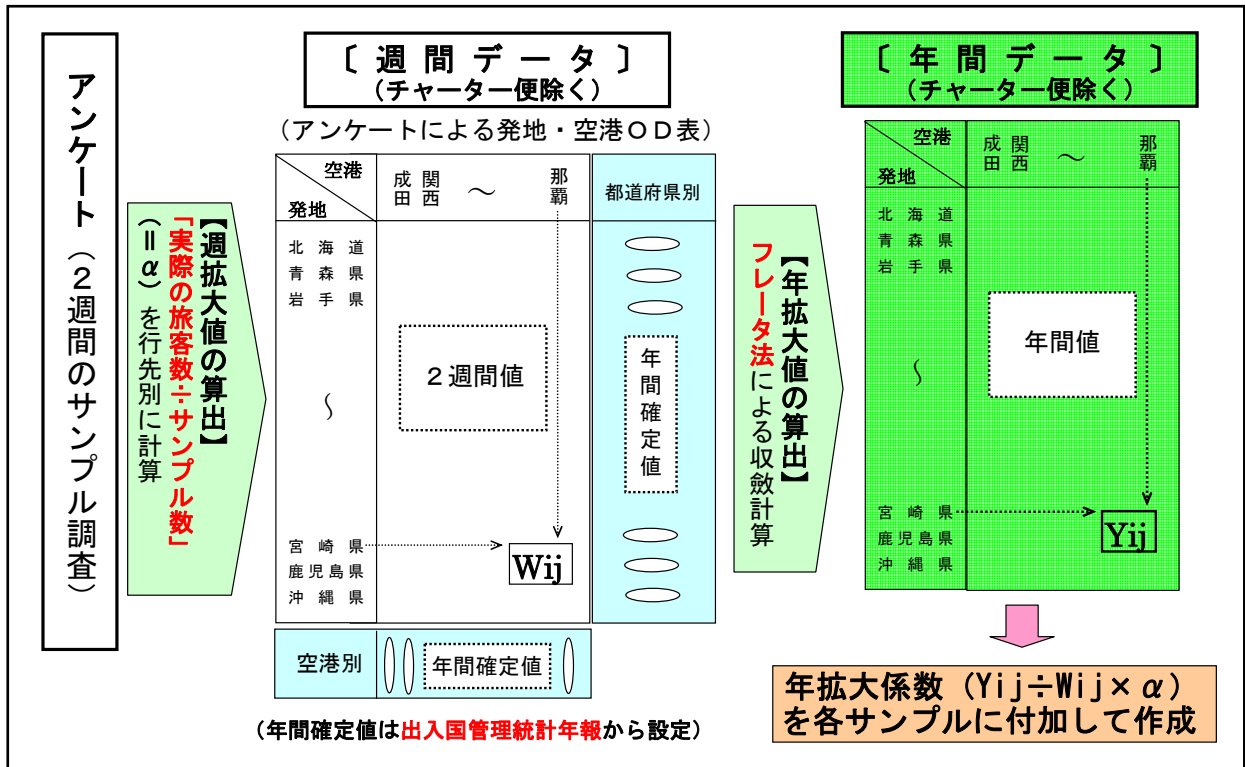 アンケート（２週間のサンプル調査）
【週拡大値の算出】
「実際の旅客数÷サンプル数」
（＝α）を行先別に計算
〔週間データ〕
（チャーター便除く）
（アンケートによる発地・空港ＯＤ表）
空港
発地
成田
関西
～
那覇
都道府県別
北海道
青森県
岩手県
～
２週間値
年間確定値
宮崎県
鹿児島県
沖縄県
Wij
空港別
年間確定値
（年間確定値は出入国管理統計年報から設定）
【年拡大値の算出】
フレータ法による収斂計算
〔年間データ〕
（チャーター便除く）
空港
発地
成田
関西
～
那覇
北海道
青森県
岩手県
～
年間値
宮崎県
鹿児島県
沖縄県
Yij
年拡大係数（Yij÷Wij×α）
を各サンプルに付加して作成